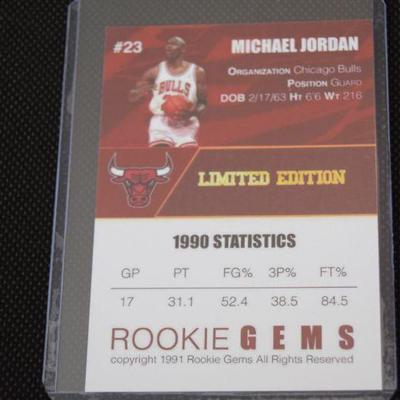 #23
MICHAEL JORDAN
ORGANIZATION Chicago Bulls
POSITION GUARD
DOB 2/17/63 HT 6'6 WT 216
BULLS
LIMITED EDITION
1990 STATISTICS
GP PT FG% 3P% FT%
17 31.1 52.4 38.5 84.5
ROOKIE GEMS
copyright 1991 Rookie Gems All Rights Reserved